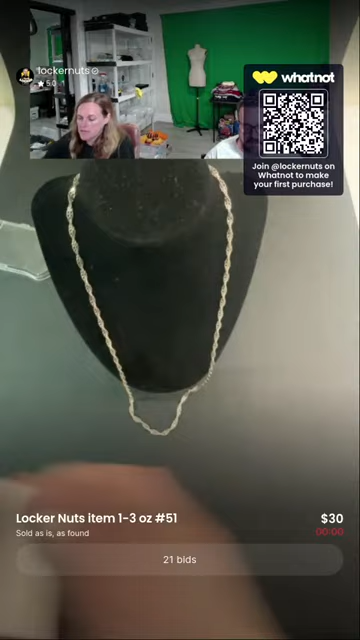 lockernuts
★ 5.0
whatnot
Join @lockernuts on
Whatnot to make
your first purchase!
Locker Nuts item 1-3 oz #51
$30
Sold as is, as found
00:00
21 bids